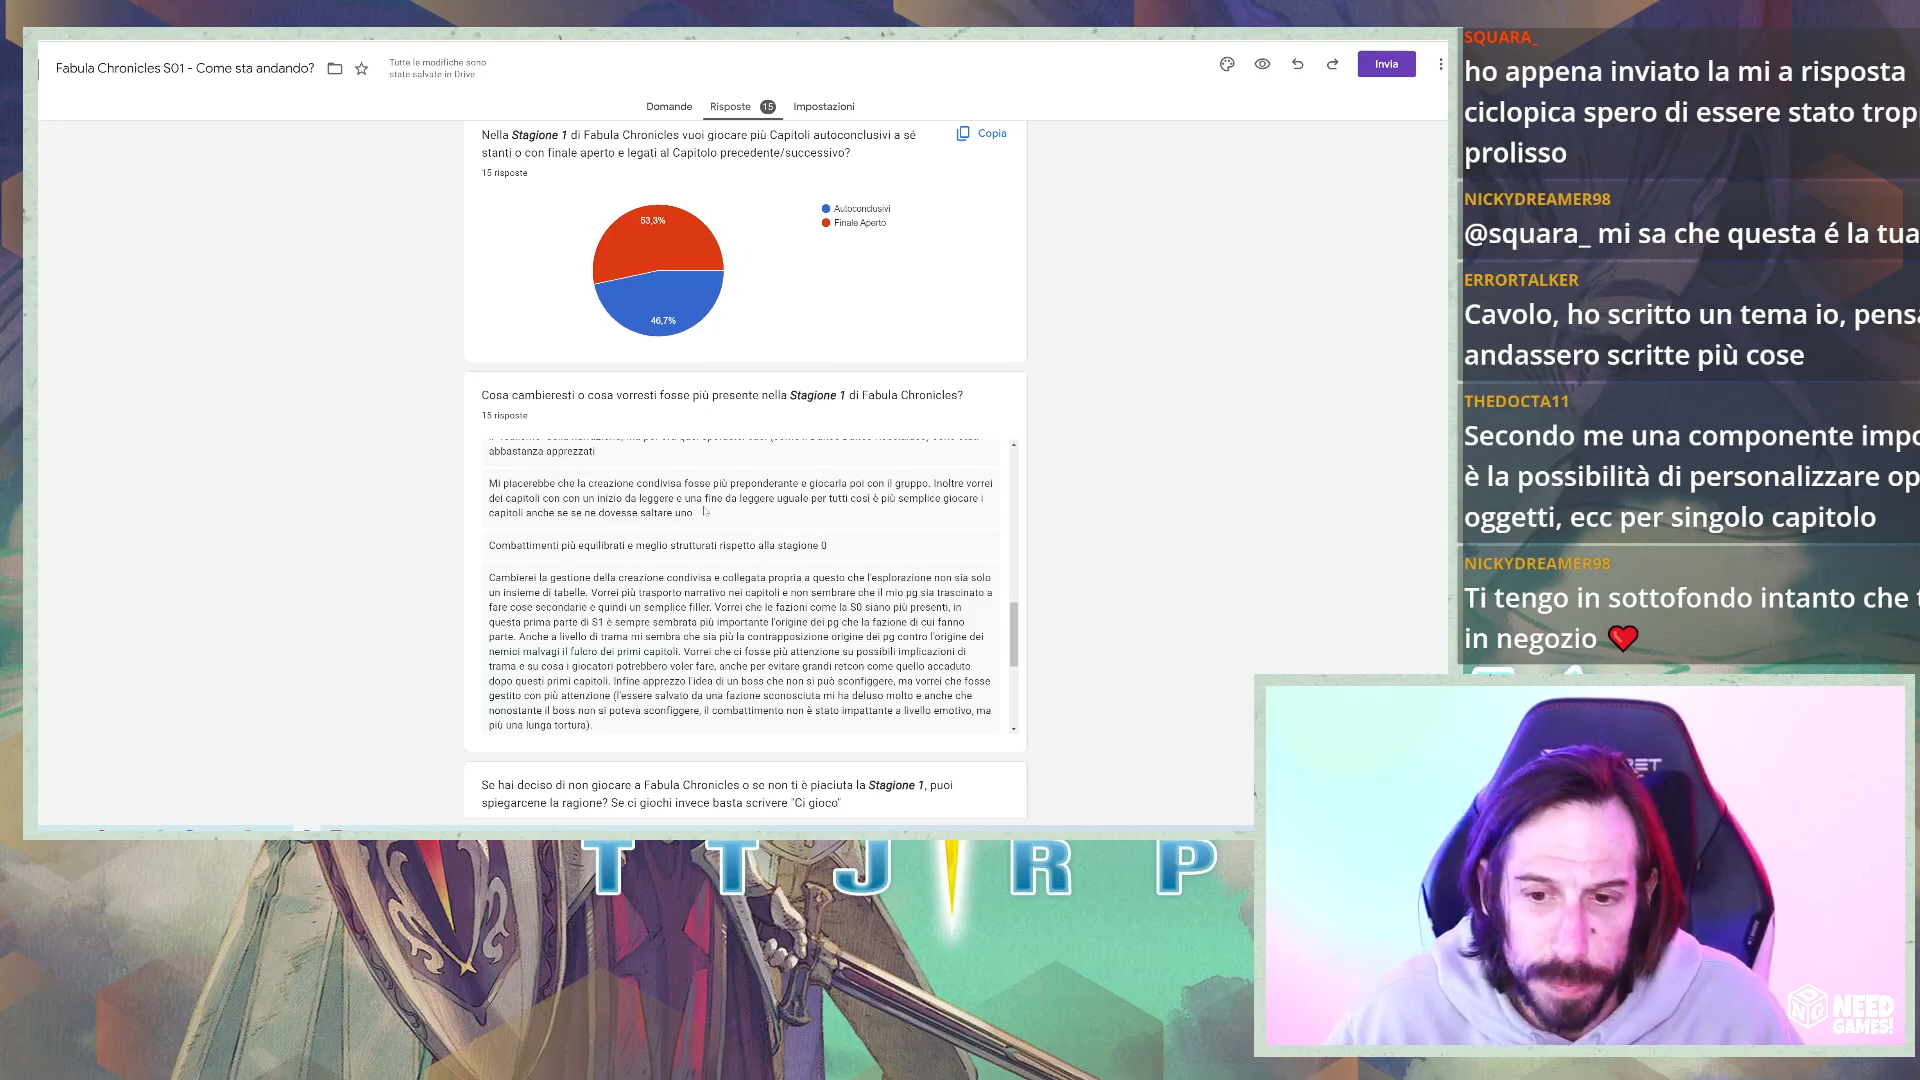 Fabula Chronicles S01 - Come sta andando?
Tutte le modifiche sono
state salvate in Drive
Invia
Domande
Risposte 15
Impostazioni
Nella Stagione 1 di Fabula Chronicles vuoi giocare più Capitoli autoconclusivi a sé
stanti o con finale aperto e legati al Capitolo precedente/successivo?
Copia
15 risposte
53,3%
46,7%
Autoconclusivi
Finale Aperto
Cosa cambieresti o cosa vorresti fosse più presente nella Stagione 1 di Fabula Chronicles?
15 risposte
abbastanza apprezzati
Mi piacerebbe che la creazione condivisa fosse più preponderante e giocarla poi con il gruppo. Inoltre vorrei
dei capitoli con con un inizio da leggere e una fine da leggere uguale per tutti così è più semplice giocare i
capitoli anche se se ne dovesse saltare uno
Combattimenti più equilibrati e meglio strutturati rispetto alla stagione 0
Cambierei la gestione della creazione condivisa e collegata propria a questo che l'esplorazione non sia solo
un insieme di tabelle. Vorrei più trasporto narrativo nei capitoli e non sembrare che il mio pg sia trascinato a
fare cose secondarie e quindi un semplice filler. Vorrei che le fazioni come la S0 siano più presenti, in
questa prima parte di S1 è sempre sembrata più importante l'origine dei pg che la fazione di cui fanno
parte. Anche a livello di trama mi sembra che sia più la contrapposizione origine dei pg contro l'origine dei
nemici malvagi il fulcro dei primi capitoli. Vorrei che ci fosse più attenzione su possibili implicazioni di
trama e su cosa i giocatori potrebbero voler fare, anche per evitare grandi retcon come quello accaduto
dopo questi primi capitoli. Infine apprezzo l'idea di un boss che non si può sconfiggere, ma vorrei che fosse
gestito con più attenzione (l'essere salvato da una fazione sconosciuta mi ha deluso molto e anche che
nonostante il boss non si poteva sconfiggere, il combattimento non è stato impattante a livello emotivo, ma
più una lunga tortura).
Se hai deciso di non giocare a Fabula Chronicles o se non ti è piaciuta la Stagione 1, puoi
spiegarcene la ragione? Se ci giochi invece basta scrivere "Ci gioco"
SQUARA_
ho appena inviato la mi a risposta
ciclopica spero di essere stato trop
prolisso
NICKYDREAMER98
@squara_ mi sa che questa é la tua
ERRORTALKER
Cavolo, ho scritto un tema io, pensa
andassero scritte più cose
THEDOCTA11
Secondo me una componente impo
è la possibilità di personalizzare op
oggetti, ecc per singolo capitolo
NICKYDREAMER98
Ti tengo in sottofondo intanto che t
in negozio
TTJRP
NEED
GAMES!